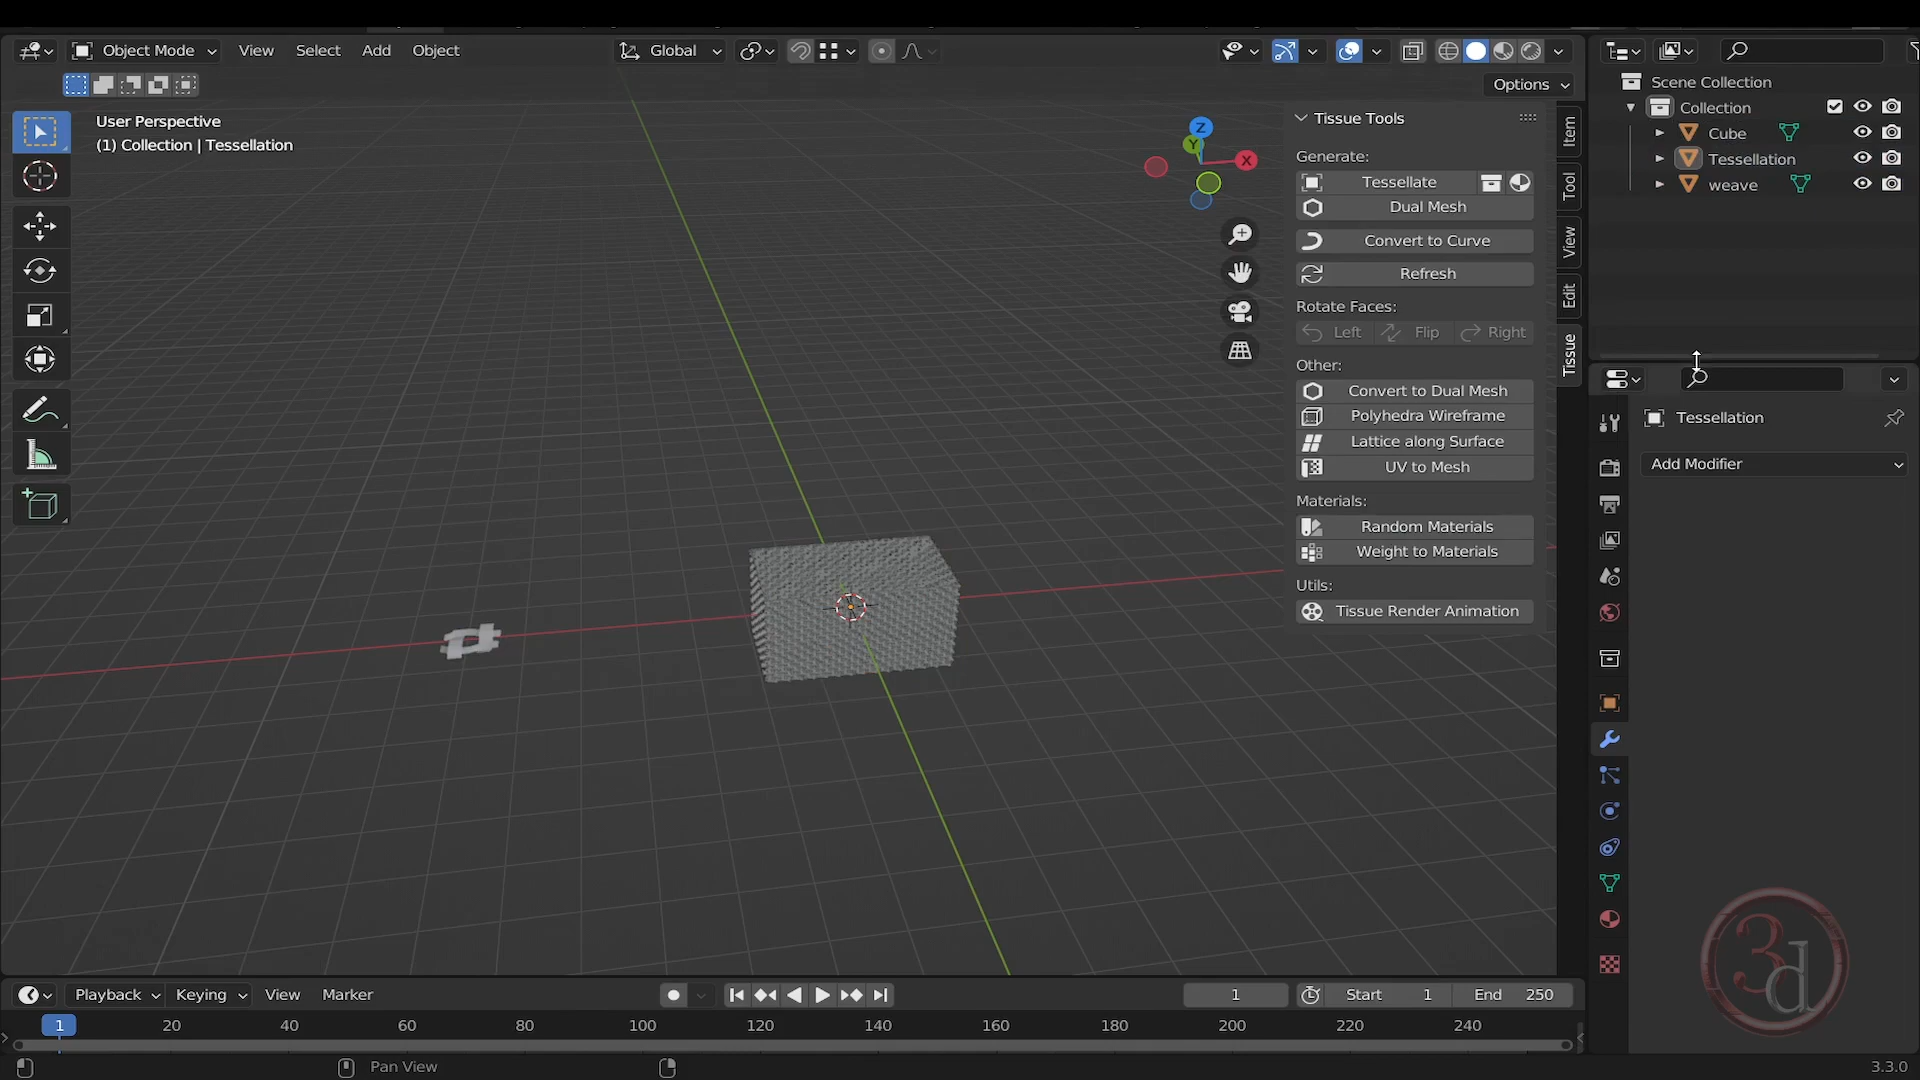 Object Mode View Select Add Object Global
Options
User Perspective
(1) Collection | Tessellation
Z
Y
X
Tissue Tools
Generate:
Tessellate
Dual Mesh
Convert to Curve
Refresh
Rotate Faces:
Left Flip Right
Other:
Convert to Dual Mesh
Polyhedra Wireframe
Lattice along Surface
UV to Mesh
Materials:
Random Materials
Weight to Materials
Utils:
Tissue Render Animation
Item
Tool
View
Edit
Tissue
Scene Collection
Collection
Cube
Tessellation
weave
Tessellation
Add Modifier
3d
Playback Keying View Marker 1 Start 1 End 250
1 20 40 60 80 100 120 140 160 180 200 220 240
Pan View 3.3.0